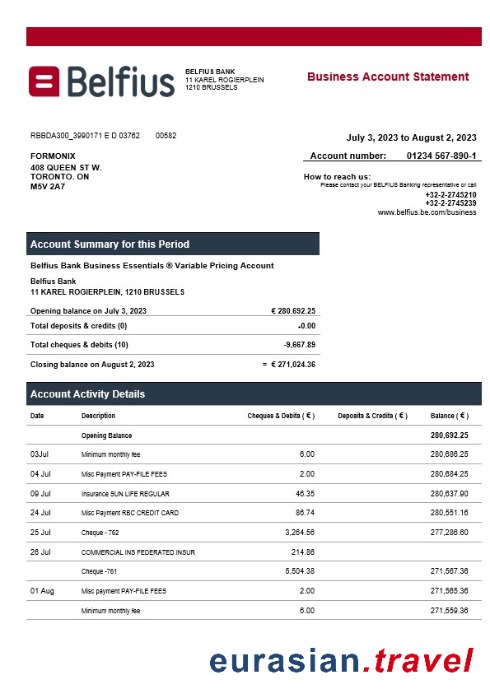 Belfius
BELFIUS BANK
11 KAREL ROGIERPLEIN
1210 BRUSSELS
Business Account Statement
RBBDA300_3990171 E D 03762 00582
July 3, 2023 to August 2, 2023
FORMONIX
Account number: 01234 567-890-1
408 QUEEN ST W.
TORONTO. ON
M5V 2A7
How to reach us:
Please contact your BELFIUS Banking representative or call
+32-2-2745210
+32-2-2745239
www.belfius.be.com/business
Account Summary for this Period
Belfius Bank Business Essentials ® Variable Pricing Account
Belfius Bank
11 KAREL ROGIERPLEIN, 1210 BRUSSELS
Opening balance on July 3, 2023 € 280.692.25
Total deposits & credits (0) -0.00
Total cheques & debits (10) -9,667.89
Closing balance on August 2, 2023 = € 271,024.36
Account Activity Details
Date Description Cheques & Debits ( € ) Deposits & Credits ( € ) Balance ( € )
Opening Balance 280,692.25
03Jul Minimum monthly fee 6.00 280,686.25
04 Jul Misc Payment PAY-FILE FEES 2.00 280,684.25
09 Jul Insurance SUN LIFE REGULAR 46.35 280,637.90
24 Jul Misc Payment RBC CREDIT CARD 86.74 280,551.16
25 Jul Cheque - 762 3,264.56 277,286.60
26 Jul COMMERCIAL INS FEDERATED INSUR 214.86
Cheque -761 5,504.38 271,567.36
01 Aug Misc payment PAY-FILE FEES 2.00 271,565.36
Minimum monthly fee 6.00 271,559.36
eurasian.travel